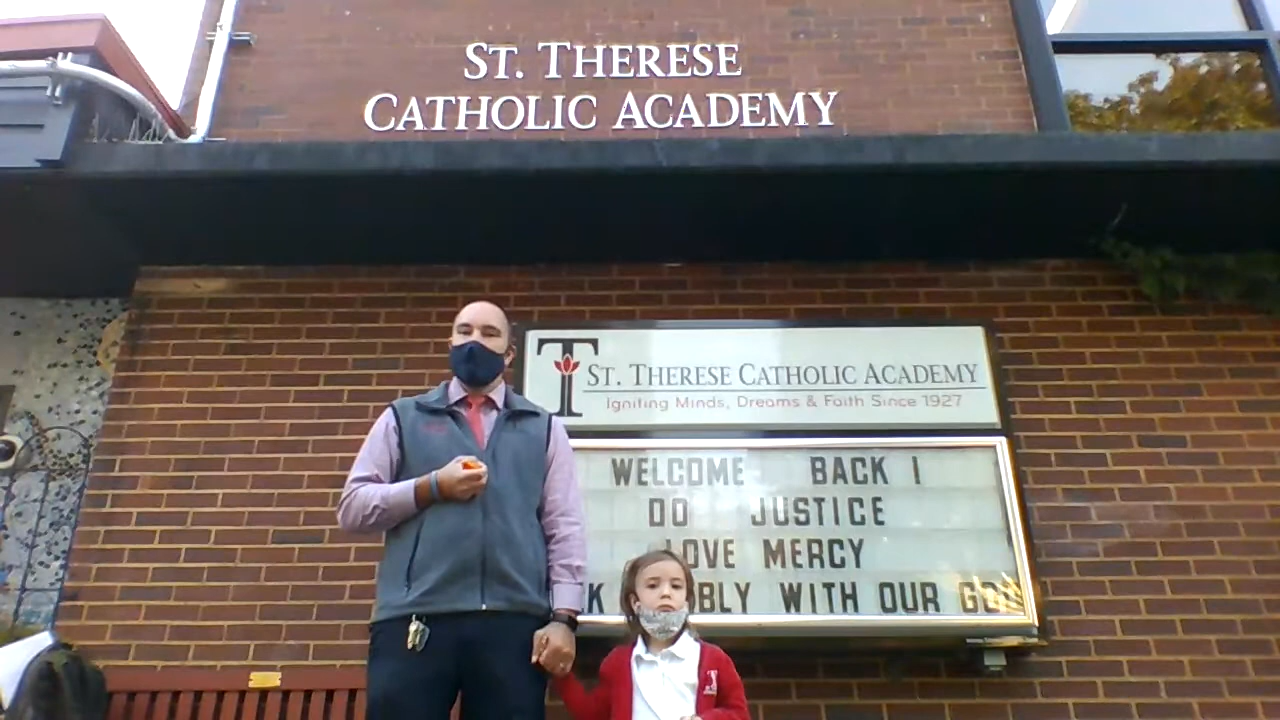 ST. THERESE
CATHOLIC ACADEMY
T ST. THERESE CATHOLIC ACADEMY
Igniting Minds, Dreams & Faith Since 1927
WELCOME BACK !
DO JUSTICE
LOVE MERCY
WITH OUR GOD